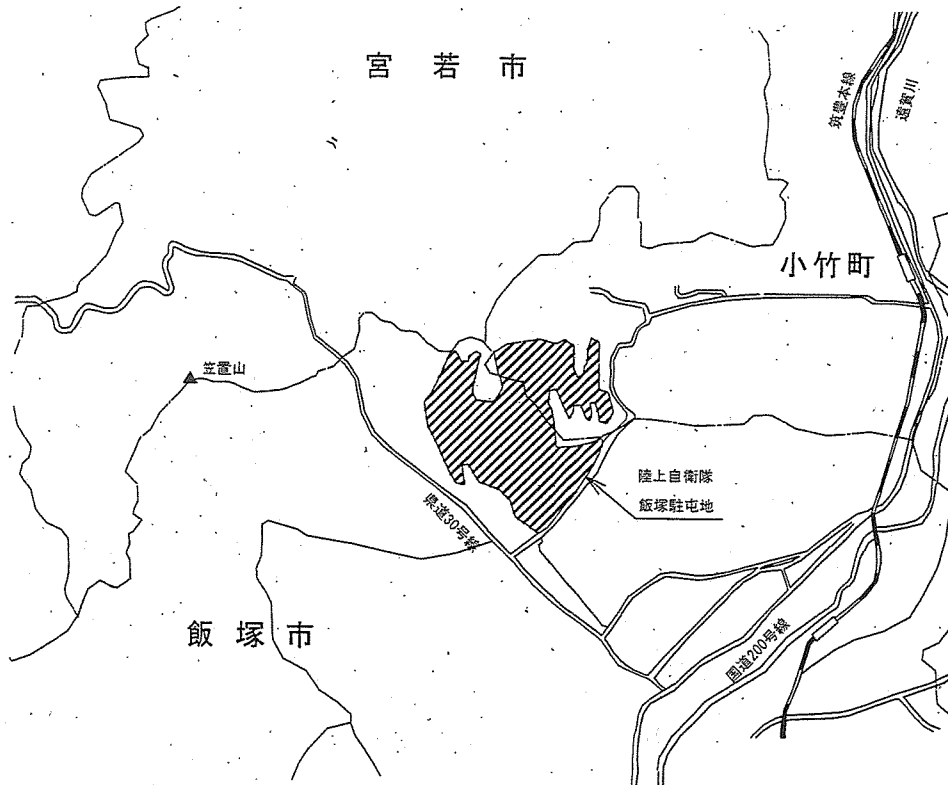 宮若市
筑豊本線
遠賀川
小竹町
笠置山
陸上自衛隊
飯塚駐屯地
県道30号線
飯塚市
国道200号線